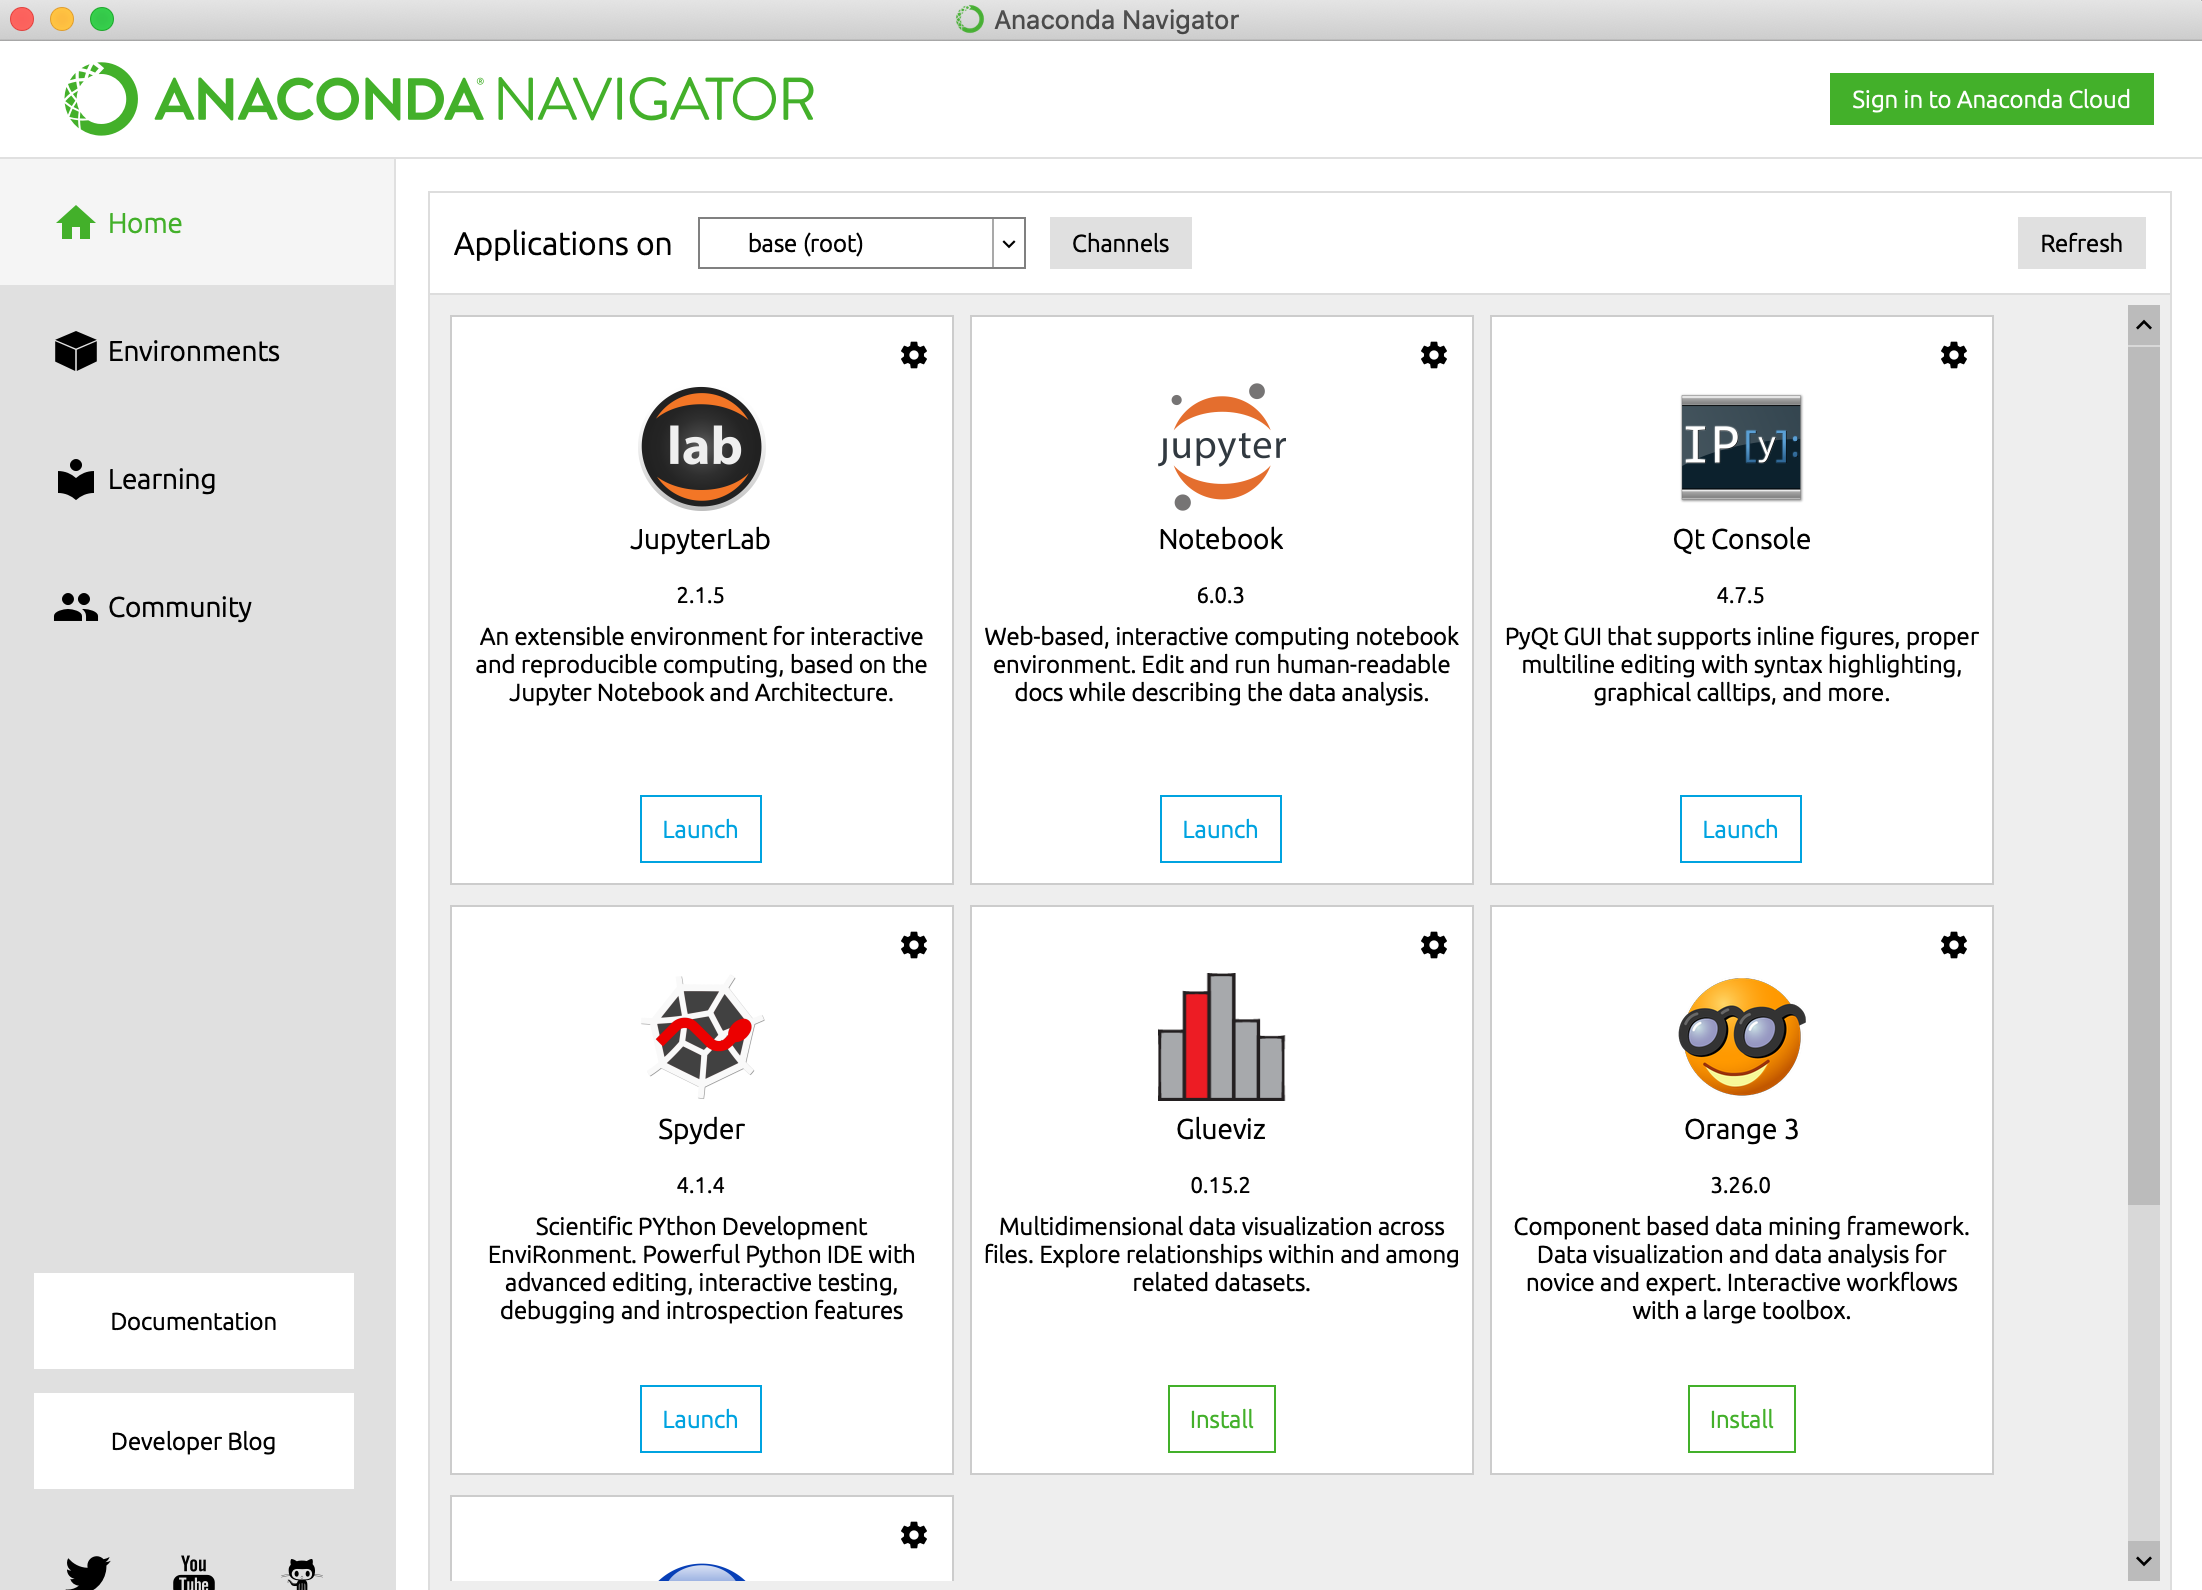 Anaconda Navigator
ANACONDA® NAVIGATOR
Sign in to Anaconda Cloud
Home
Environments
Learning
Community
Documentation
Developer Blog
You
Tube
Applications on
base (root)
Channels
Refresh
lab
JupyterLab
2.1.5
An extensible environment for interactive
and reproducible computing, based on the
Jupyter Notebook and Architecture.
Launch
jupyter
Notebook
6.0.3
Web-based, interactive computing notebook
environment. Edit and run human-readable
docs while describing the data analysis.
Launch
IP[y]:
Qt Console
4.7.5
PyQt GUI that supports inline figures, proper
multiline editing with syntax highlighting,
graphical calltips, and more.
Launch
Spyder
4.1.4
Scientific PYthon Development
EnviRonment. Powerful Python IDE with
advanced editing, interactive testing,
debugging and introspection features
Launch
Glueviz
0.15.2
Multidimensional data visualization across
files. Explore relationships within and among
related datasets.
Install
Orange 3
3.26.0
Component based data mining framework.
Data visualization and data analysis for
novice and expert. Interactive workflows
with a large toolbox.
Install